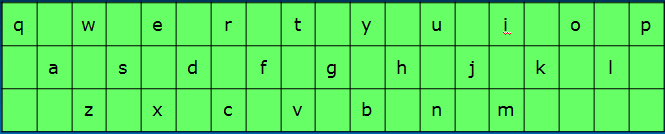 q w e r t y u i o p
a s d f g h j k l
z x c v b n m